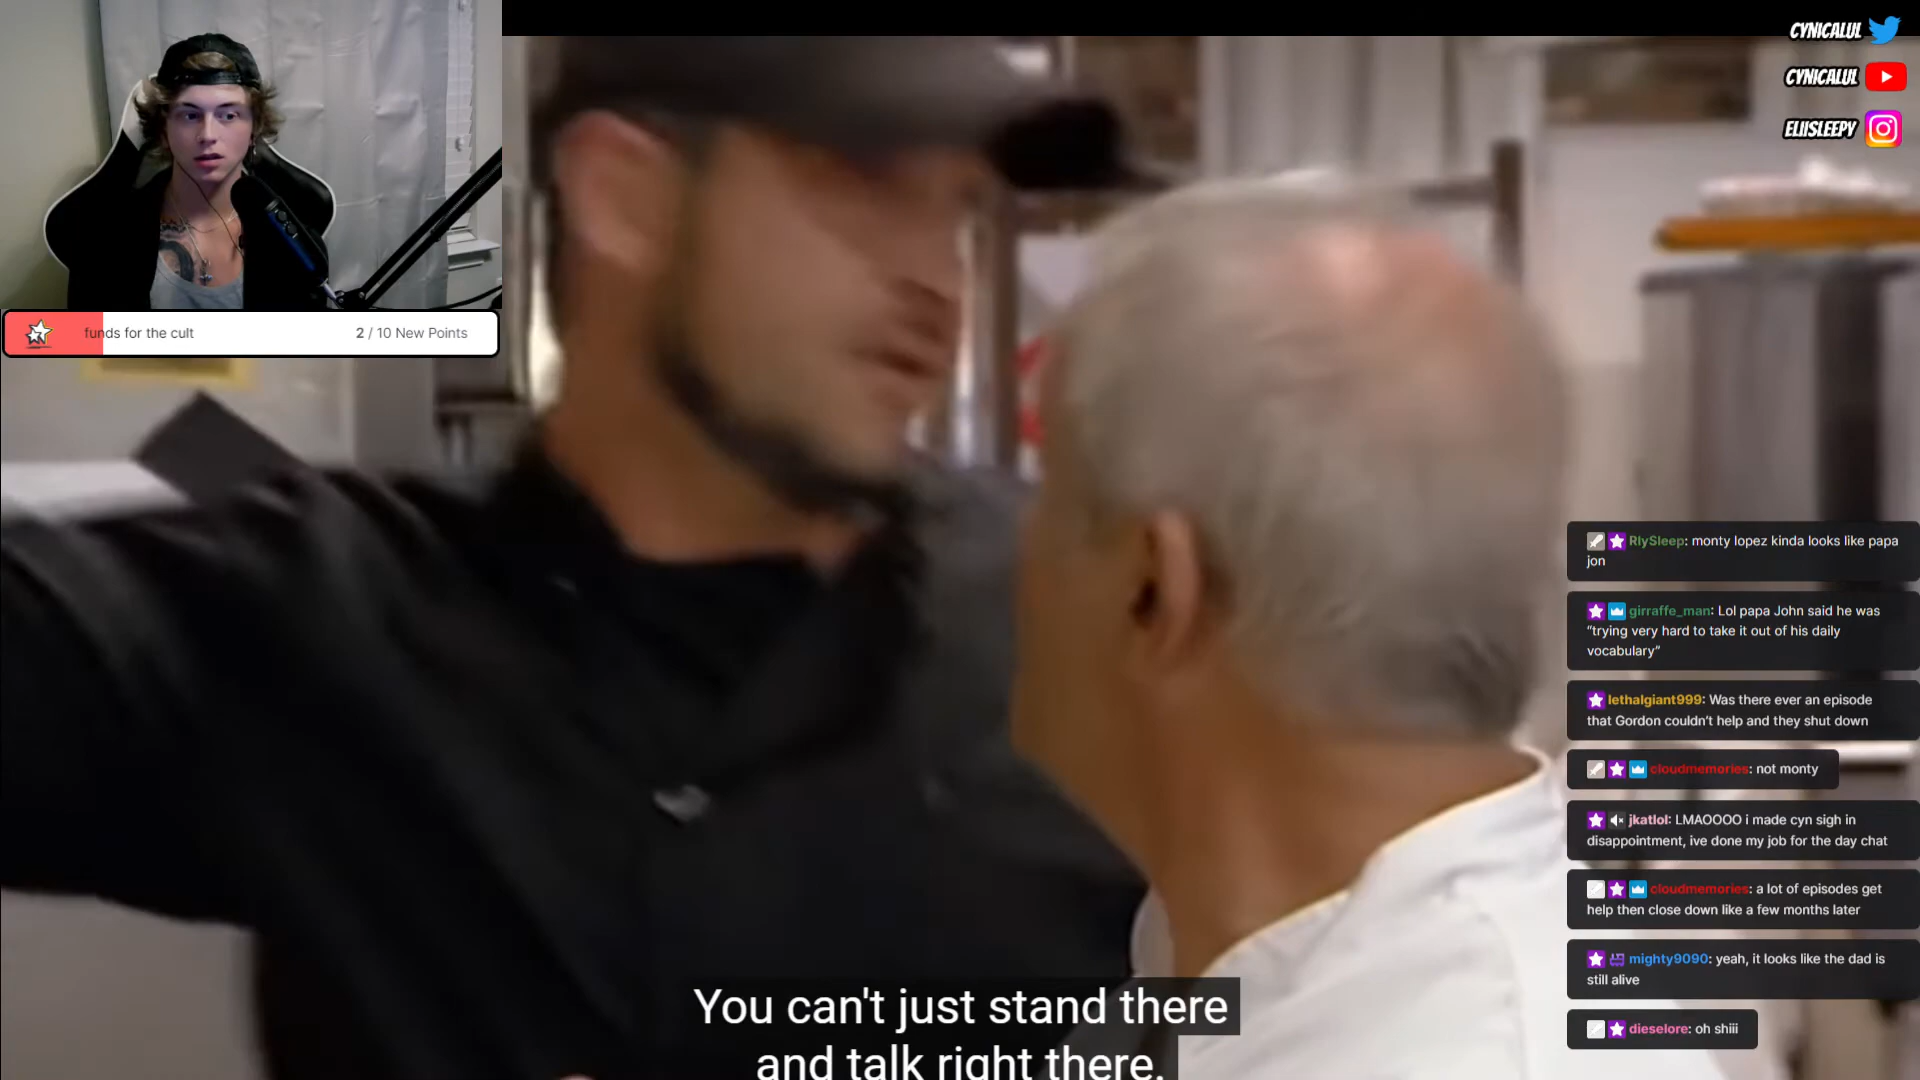 CYNICALUL
CYNICALUL
ELIISLEEPY
funds for the cult 2 / 10 New Points
RlySleep: monty lopez kinda looks like papa
jon
girraffe_man: Lol papa John said he was
“trying very hard to take it out of his daily
vocabulary”
lethalgiant999: Was there ever an episode
that Gordon couldn’t help and they shut down
cloudmemories: not monty
jkatlol: LMAOOOO i made cyn sigh in
disappointment, ive done my job for the day chat
cloudmemories: a lot of episodes get
help then close down like a few months later
mighty9090: yeah, it looks like the dad is
still alive
dieselore: oh shiii
You can't just stand there
and talk right there.